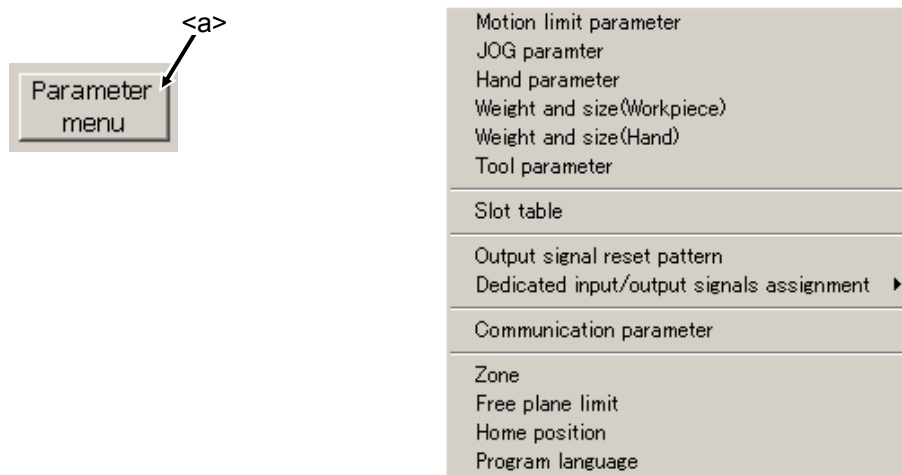 <a>
Parameter
menu
Motion limit parameter
JOG paramter
Hand parameter
Weight and size(Workpiece)
Weight and size(Hand)
Tool parameter
Slot table
Output signal reset pattern
Dedicated input/output signals assignment
Communication parameter
Zone
Free plane limit
Home position
Program language